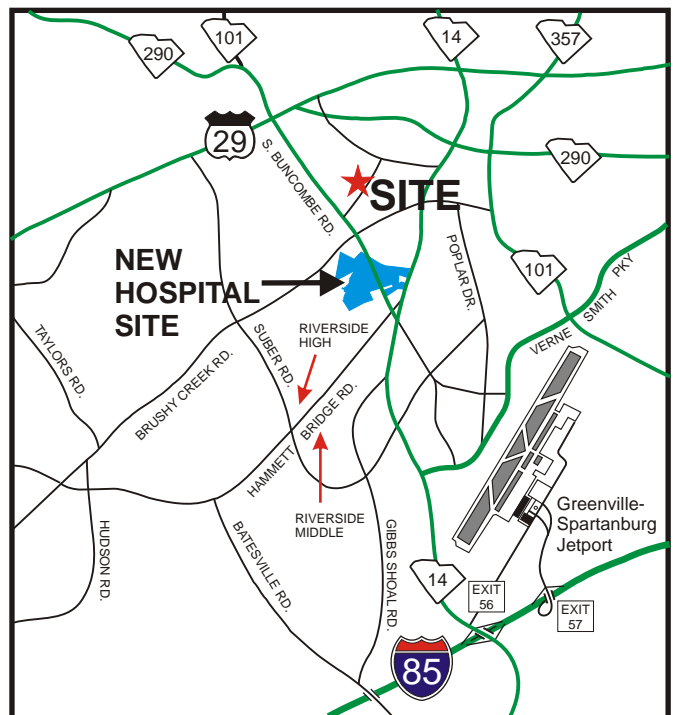 101
14
357
290
29
S. BUNCOMBE RD.
290
SITE
NEW
HOSPITAL
SITE
POPLAR DR.
101
VERNE SMITH PKY
TAYLORS RD.
SUBER RD.
RIVERSIDE
HIGH
BRUSHY CREEK RD.
HAMMETT BRIDGE RD.
RIVERSIDE
MIDDLE
HUDSON RD.
BATESVILLE RD.
GIBBS SHOAL RD.
Greenville-
Spartanburg
Jetport
14
EXIT
56
EXIT
57
85